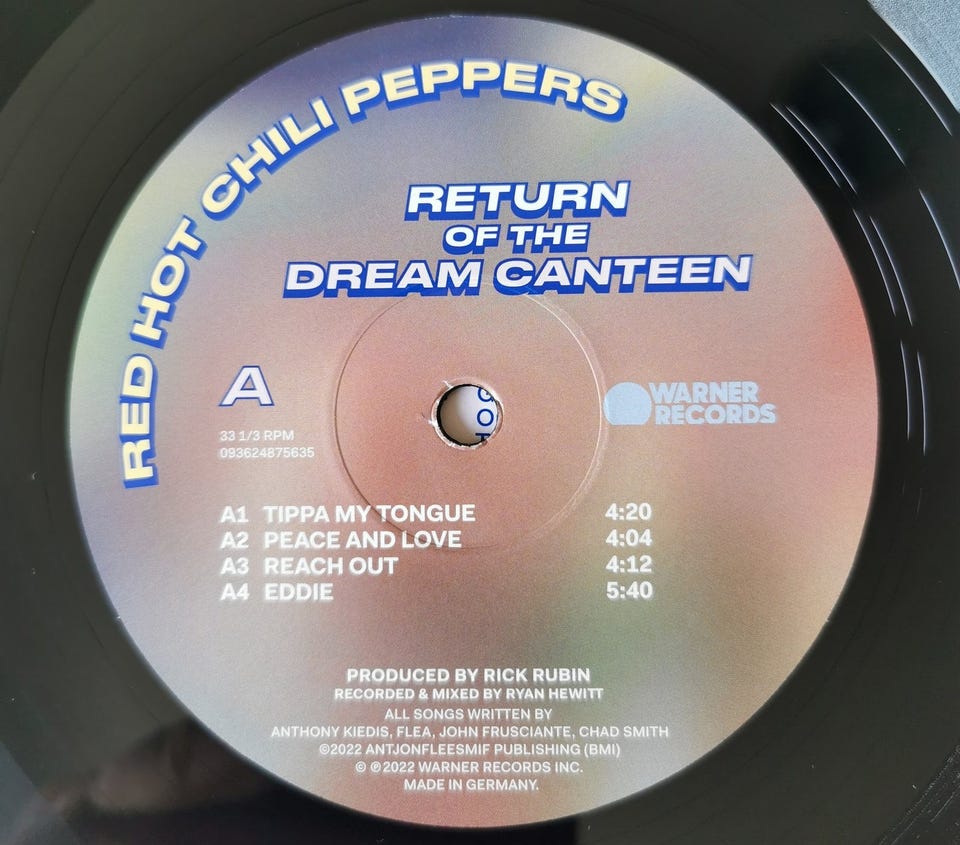 RED HOT CHILI PEPPERS
RETURN
OF THE
DREAM CANTEEN
A
33 1/3 RPM
093624875635
WARNER
RECORDS
A1 TIPPA MY TONGUE 4:20
A2 PEACE AND LOVE 4:04
A3 REACH OUT 4:12
A4 EDDIE 5:40
PRODUCED BY RICK RUBIN
RECORDED & MIXED BY RYAN HEWITT
ALL SONGS WRITTEN BY
ANTHONY KIEDIS, FLEA, JOHN FRUSCIANTE, CHAD SMITH
©2022 ANTJONFLEESMIF PUBLISHING (BMI)
© ℗2022 WARNER RECORDS INC.
MADE IN GERMANY.